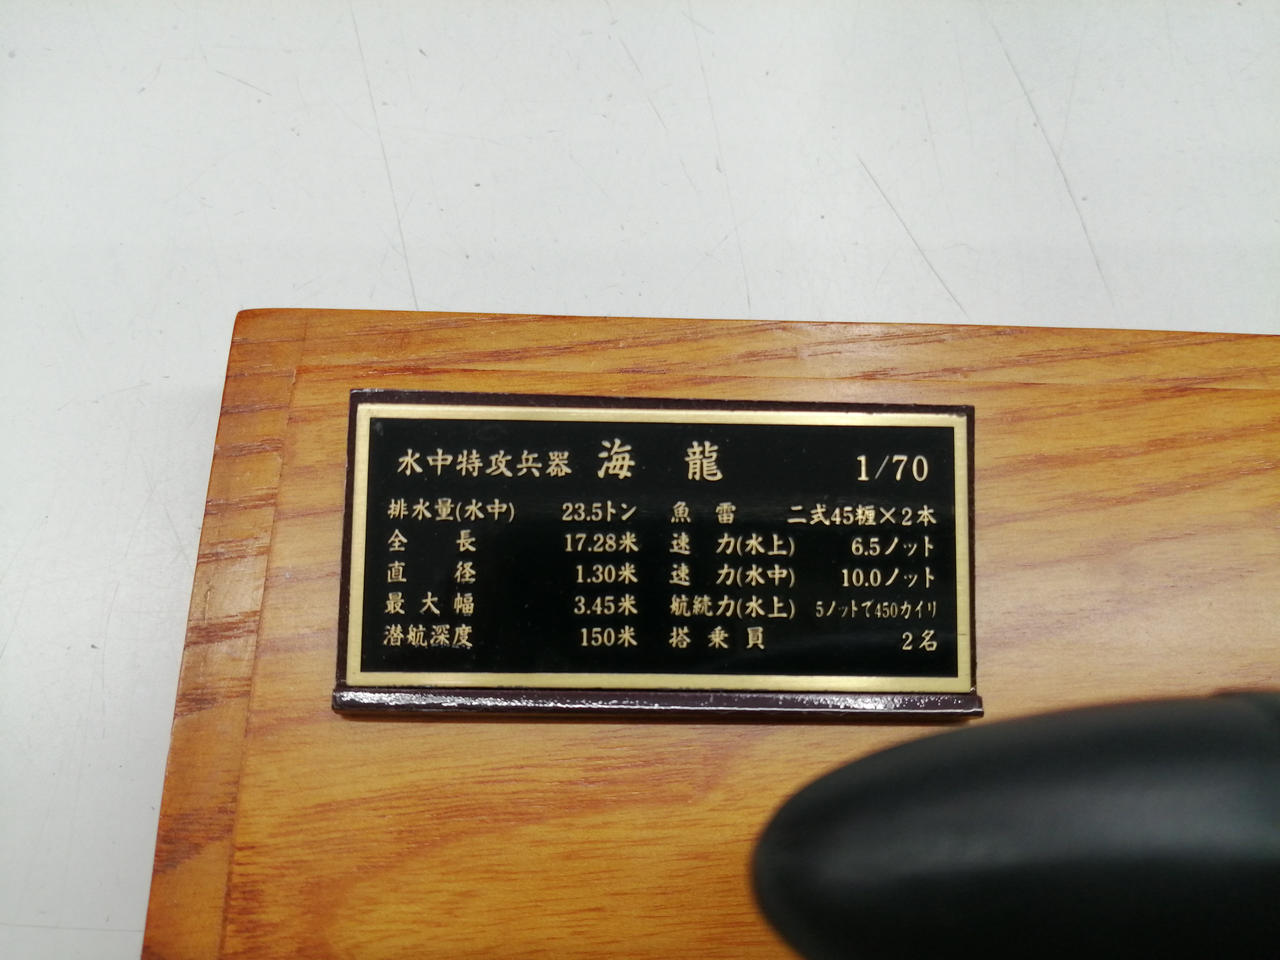 水中特攻兵器 海龍 1/70
排水量(水中) 23.5トン 魚雷 二式45糎×2本
全長 17.28米 速力(水上) 6.5ノット
直径 1.30米 速力(水中) 10.0ノット
最大幅 3.45米 航続力(水上) 5ノットで450カイリ
潜航深度 150米 搭乗員 2名